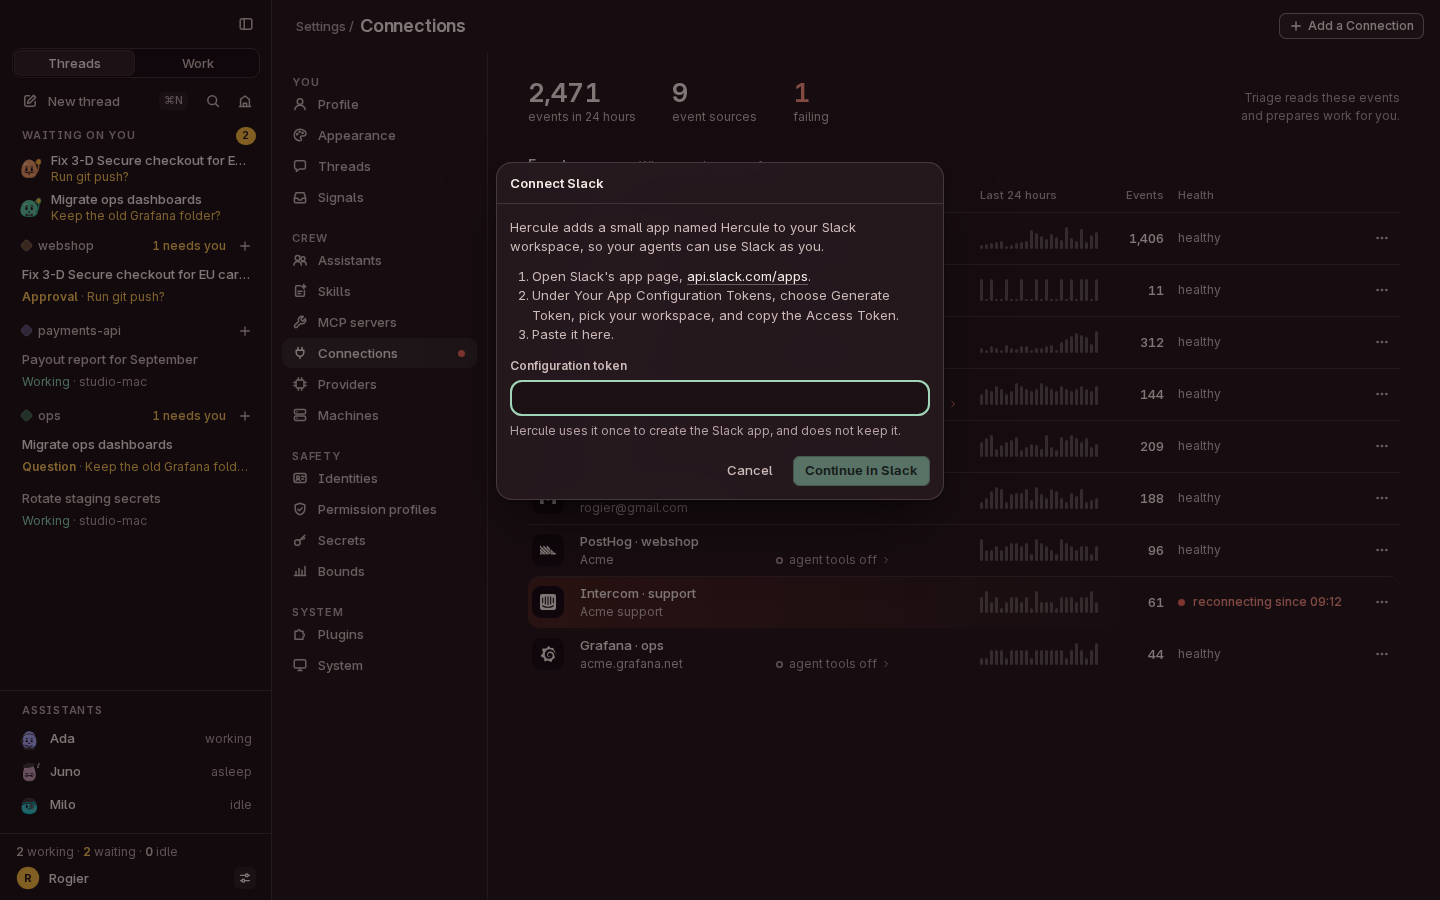 Settings / Connections
+ Add a Connection
Threads
Work
New thread
⌘N
WAITING ON YOU
2
Fix 3-D Secure checkout for E…
Run git push?
Migrate ops dashboards
Keep the old Grafana folder?
webshop
1 needs you
Fix 3-D Secure checkout for EU car…
Approval · Run git push?
payments-api
Payout report for September
Working · studio-mac
ops
1 needs you
Migrate ops dashboards
Question · Keep the old Grafana fold…
Rotate staging secrets
Working · studio-mac
ASSISTANTS
Ada
working
Juno
asleep
Milo
idle
2 working · 2 waiting · 0 idle
R
Rogier
YOU
Profile
Appearance
Threads
Signals
CREW
Assistants
Skills
MCP servers
Connections
Providers
Machines
SAFETY
Identities
Permission profiles
Secrets
Bounds
SYSTEM
Plugins
System
2,471
events in 24 hours
9
event sources
1
failing
Triage reads these events
and prepares work for you.
Last 24 hours
Events
Health
1,406
healthy
11
healthy
312
healthy
144
healthy
209
healthy
188
healthy
Connect Slack
Hercule adds a small app named Hercule to your Slack
workspace, so your agents can use Slack as you.
1. Open Slack's app page, api.slack.com/apps.
2. Under Your App Configuration Tokens, choose Generate
Token, pick your workspace, and copy the Access Token.
3. Paste it here.
Configuration token
Hercule uses it once to create the Slack app, and does not keep it.
Cancel
Continue in Slack
rogier@gmail.com
PostHog · webshop
Acme
agent tools off ›
96
healthy
Intercom · support
Acme support
61
reconnecting since 09:12
Grafana · ops
acme.grafana.net
agent tools off ›
44
healthy